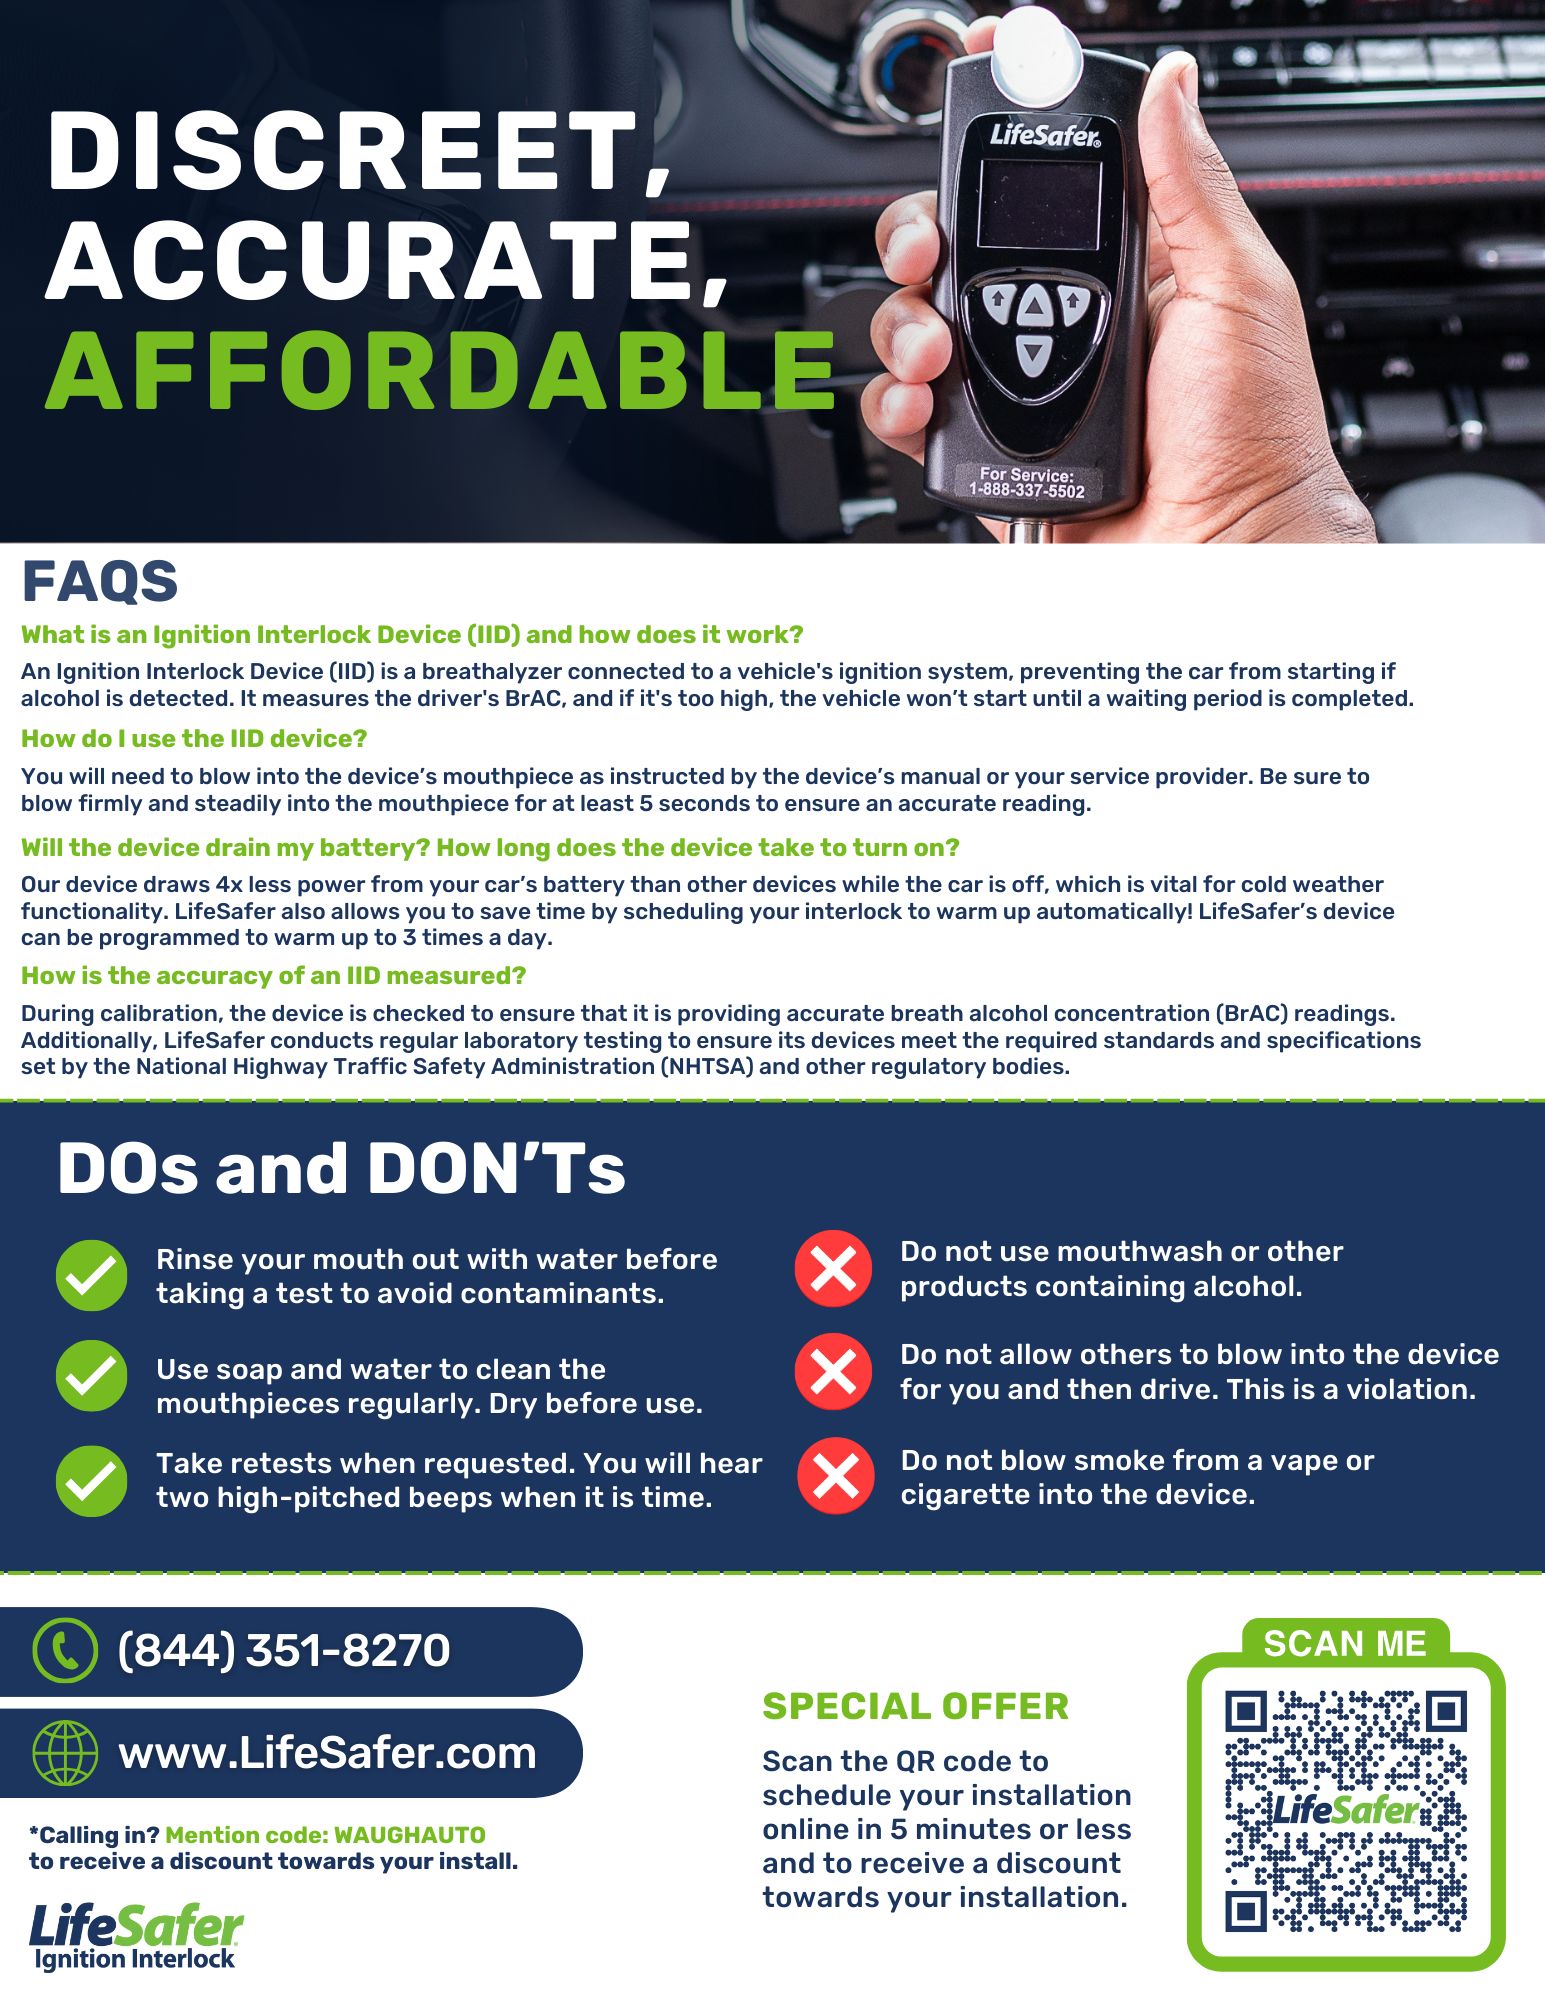 DISCREET,
ACCURATE,
AFFORDABLE
LifeSafer®
For Service:
1-888-337-5502
FAQS
What is an Ignition Interlock Device (IID) and how does it work?
An Ignition Interlock Device (IID) is a breathalyzer connected to a vehicle's ignition system, preventing the car from starting if
alcohol is detected. It measures the driver's BrAC, and if it's too high, the vehicle won’t start until a waiting period is completed.
How do I use the IID device?
You will need to blow into the device’s mouthpiece as instructed by the device’s manual or your service provider. Be sure to
blow firmly and steadily into the mouthpiece for at least 5 seconds to ensure an accurate reading.
Will the device drain my battery? How long does the device take to turn on?
Our device draws 4x less power from your car’s battery than other devices while the car is off, which is vital for cold weather
functionality. LifeSafer also allows you to save time by scheduling your interlock to warm up automatically! LifeSafer’s device
can be programmed to warm up to 3 times a day.
How is the accuracy of an IID measured?
During calibration, the device is checked to ensure that it is providing accurate breath alcohol concentration (BrAC) readings.
Additionally, LifeSafer conducts regular laboratory testing to ensure its devices meet the required standards and specifications
set by the National Highway Traffic Safety Administration (NHTSA) and other regulatory bodies.
DOs and DON’Ts
Rinse your mouth out with water before
taking a test to avoid contaminants.
Use soap and water to clean the
mouthpieces regularly. Dry before use.
Take retests when requested. You will hear
two high-pitched beeps when it is time.
Do not use mouthwash or other
products containing alcohol.
Do not allow others to blow into the device
for you and then drive. This is a violation.
Do not blow smoke from a vape or
cigarette into the device.
(844) 351-8270
www.LifeSafer.com
*Calling in? Mention code: WAUGHAUTO
to receive a discount towards your install.
LifeSafer
Ignition Interlock
SPECIAL OFFER
Scan the QR code to
schedule your installation
online in 5 minutes or less
and to receive a discount
towards your installation.
SCAN ME
LifeSafer